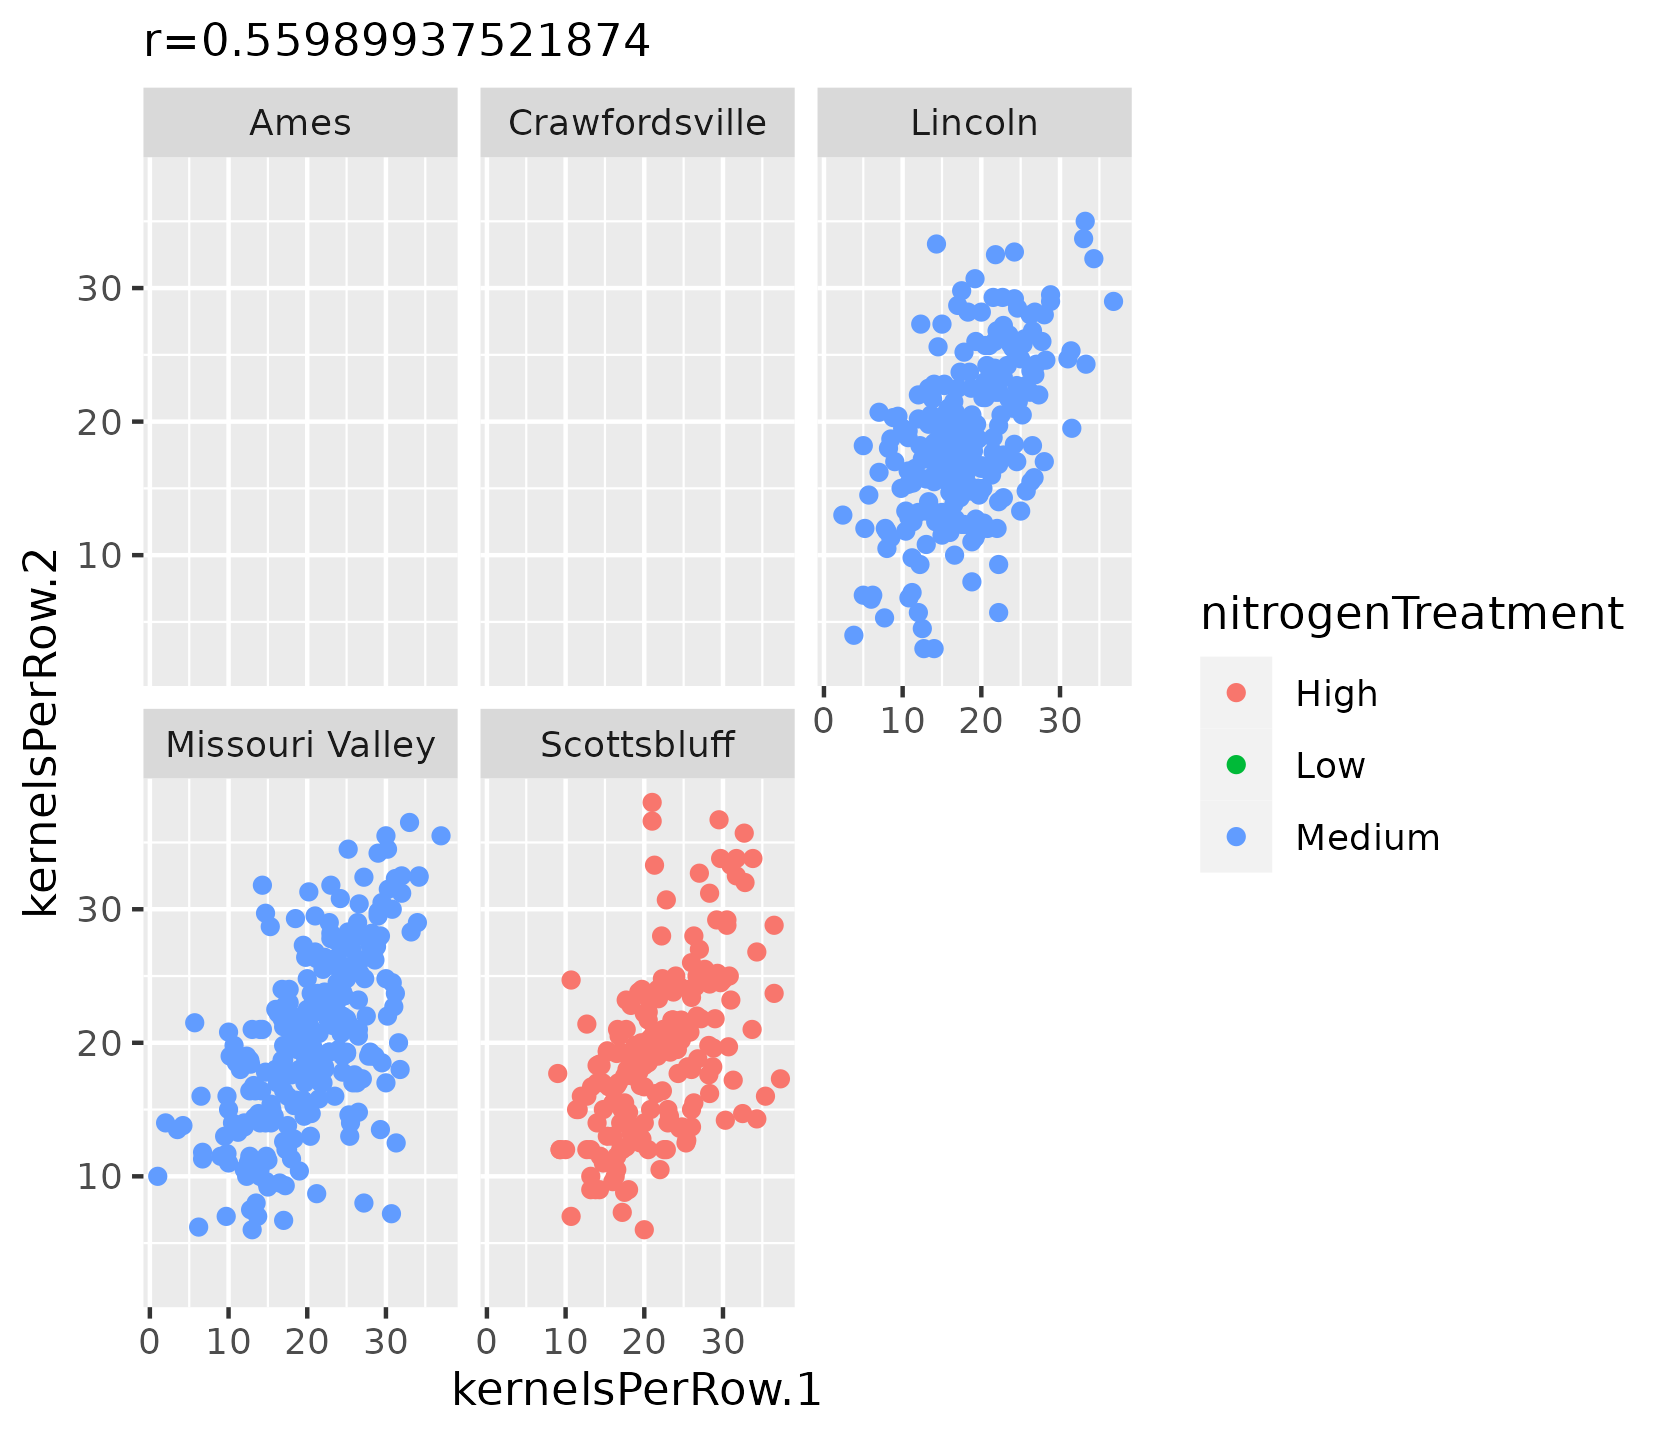 r=0.55989937521874
Ames
Crawfordsville
Lincoln
30
20
10
0 10 20 30
Missouri Valley
Scottsbluff
30
20
10
0 10 20 30
0 10 20 30
kernelsPerRow.1
kernelsPerRow.2
nitrogenTreatment
High
Low
Medium